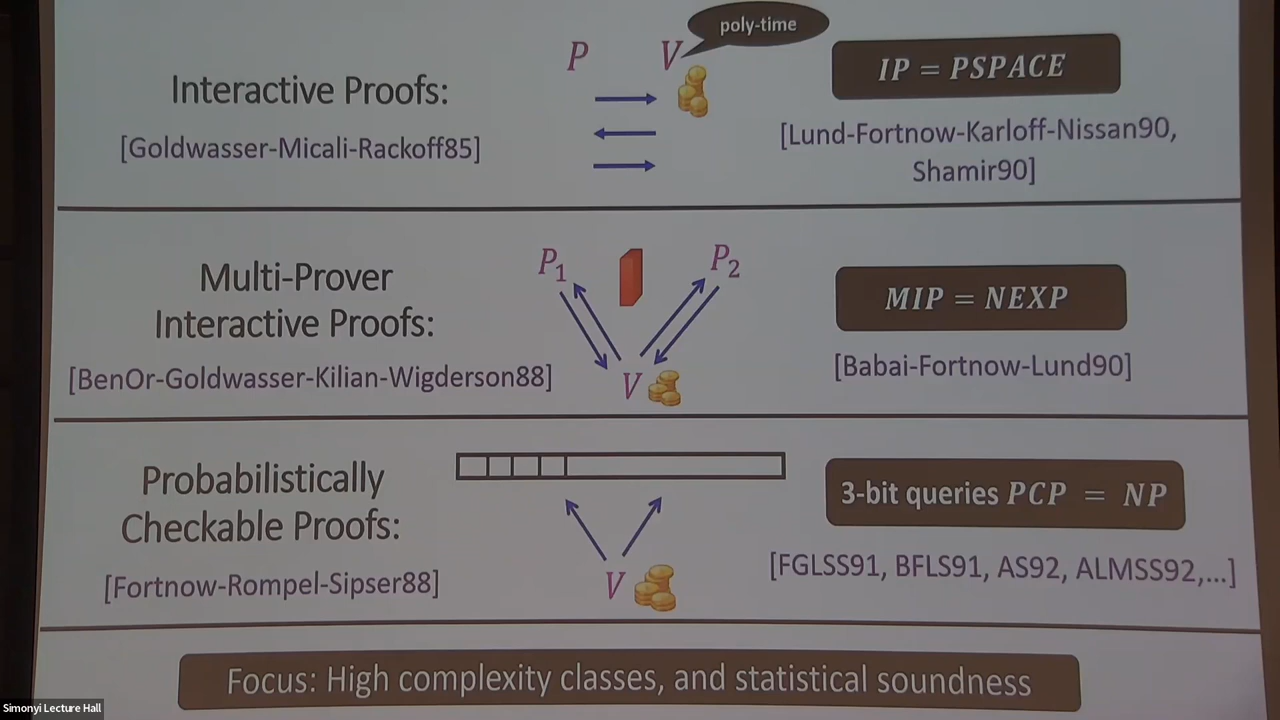 poly-time
P V
Interactive Proofs:
IP = PSPACE
[Goldwasser-Micali-Rackoff85]
[Lund-Fortnow-Karloff-Nissan90,
Shamir90]
P₁ P₂
Multi-Prover
Interactive Proofs:
MIP = NEXP
[BenOr-Goldwasser-Kilian-Wigderson88]
V
[Babai-Fortnow-Lund90]
Probabilistically
Checkable Proofs:
3-bit queries PCP = NP
[Fortnow-Rompel-Sipser88]
V
[FGLSS91, BFLS91, AS92, ALMSS92,...]
Focus: High complexity classes, and statistical soundness
Simonyi Lecture Hall